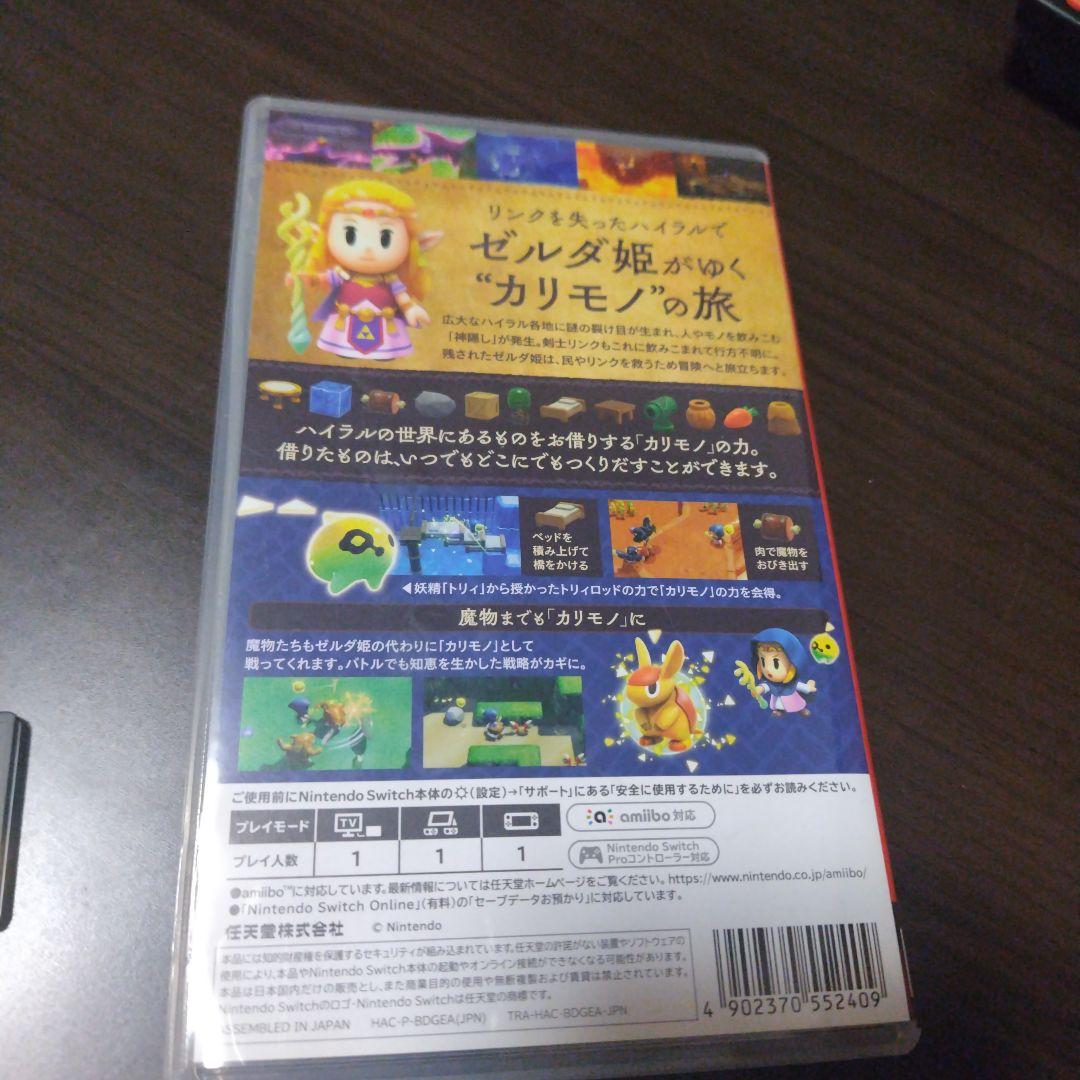 リンクを失ったハイラルで
ゼルダ姫がゆく
“カリモノ”の旅
広大なハイラル各地に謎の裂け目が生まれ、人やモノを飲みこむ
「神隠し」が発生。剣士リンクもこれに飲みこまれて行方不明に。
残されたゼルダ姫は、民やリンクを救うため冒険へと旅立ちます。
ハイラルの世界にあるものをお借りする「カリモノ」の力。
借りたものは、いつでもどこにでもつくりだすことができます。
ベッドを
積み上げて
橋をかける
肉で魔物を
おびき出す
◀妖精「トリィ」から授かったトリィロッドの力で「カリモノ」の力を会得。
魔物までも「カリモノ」に
魔物たちもゼルダ姫の代わりに「カリモノ」として
戦ってくれます。バトルでも知恵を生かした戦略がカギに。
ご使用前にNintendo Switch本体の(設定)→「サポート」にある「安全に使用するために」を必ずお読みください。
プレイモード TV
プレイ人数 1 1 1
amiibo対応
Nintendo Switch
Proコントローラー対応
●amiibo™に対応しています。最新情報については任天堂ホームページをご覧ください。https://www.nintendo.co.jp/amiibo/
●「Nintendo Switch Online」(有料)の「セーブデータお預かり」に対応しています。
任天堂株式会社 © Nintendo
本品には知的財産権を保護するセキュリティが組み込まれています。任天堂の許諾がない装置やソフトウェアの
使用により、本品やNintendo Switch本体の起動やオンライン接続ができなくなる可能性があります。
本品は日本国内だけの販売とし、また商業目的の使用や無断複製および賃貸は禁止されています。
Nintendo Switchのロゴ・Nintendo Switchは任天堂の商標です。
ASSEMBLED IN JAPAN HAC-P-BDGEA(JPN) TRA-HAC-BDGEA-JPN
4 902370 552409